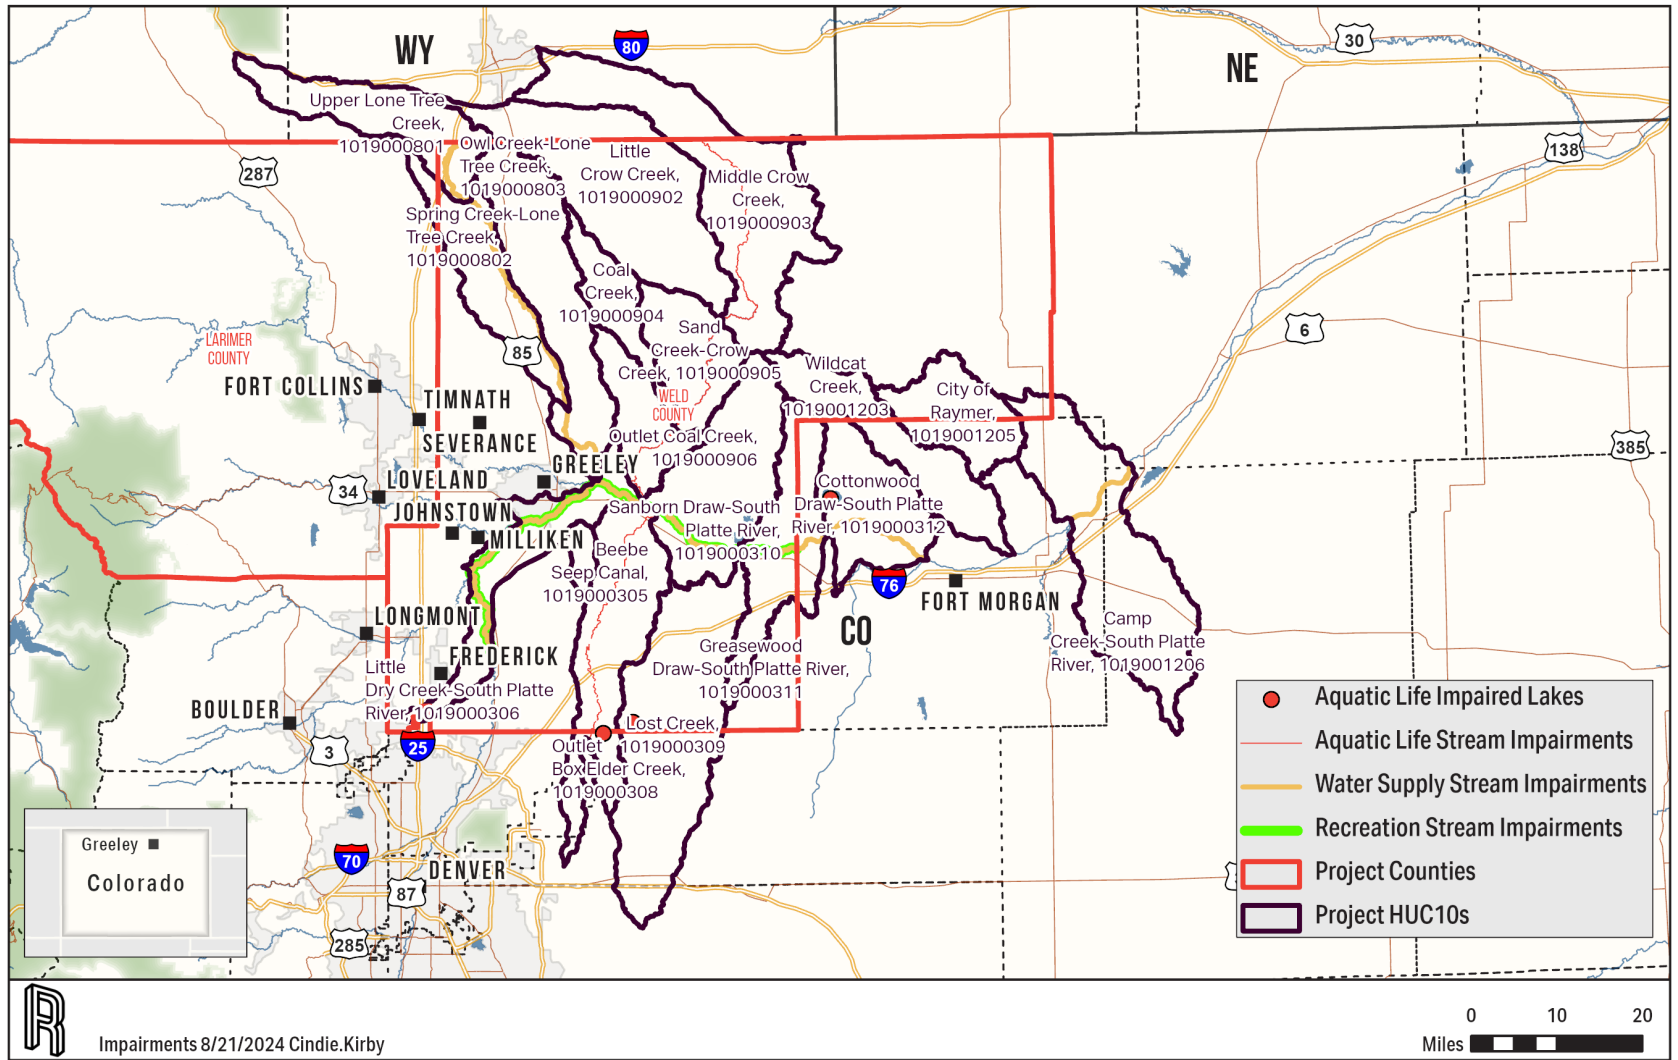 WY
80
NE
30
138
287
Upper Lone Tree
Creek,
1019000801
Owl Creek-Lone
Tree Creek,
1019000803
Little
Crow Creek,
1019000902
Middle Crow
Creek,
1019000903
Spring Creek-Lone
Tree Creek,
1019000802
Coal
Creek,
1019000904
Sand
Creek-Crow
Creek, 1019000905
85
6
LARIMER
COUNTY
FORT COLLINS
TIMNATH
SEVERANCE
WELD
COUNTY
Wildcat
Creek,
1019001203
City of
Raymer,
1019001205
Outlet Coal Creek,
1019000906
385
GREELEY
34
LOVELAND
JOHNSTOWN
MILLIKEN
Sanborn Draw-South
Platte River,
1019000310
Cottonwood
Draw-South Platte
River, 1019000312
Beebe
Seep Canal,
1019000305
76
FORT MORGAN
CO
LONGMONT
FREDERICK
Little
Dry Creek-South Platte
River, 1019000306
Greasewood
Draw-South Platte River,
1019000311
Camp
Creek-South Platte
River, 1019001206
BOULDER
3
25
Lost Creek,
1019000309
Outlet
Box Elder Creek,
1019000308
70
DENVER
87
285
Greeley
Colorado
Aquatic Life Impaired Lakes
Aquatic Life Stream Impairments
Water Supply Stream Impairments
Recreation Stream Impairments
Project Counties
Project HUC10s
R
Impairments 8/21/2024 Cindie.Kirby
0 10 20
Miles